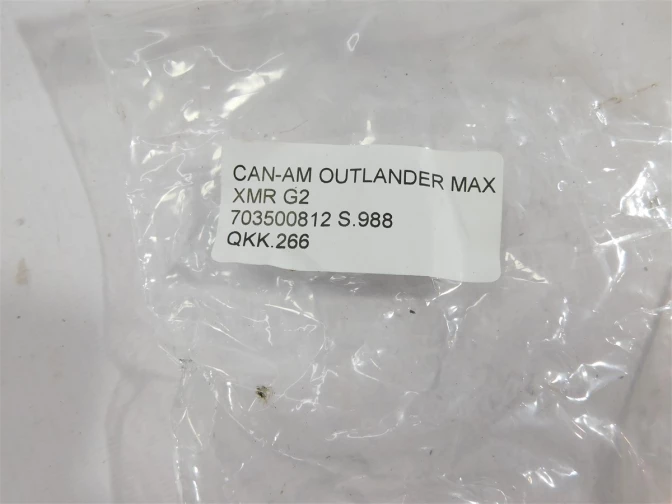 CAN-AM OUTLANDER MAX
XMR G2
703500812 S.988
QKK.266